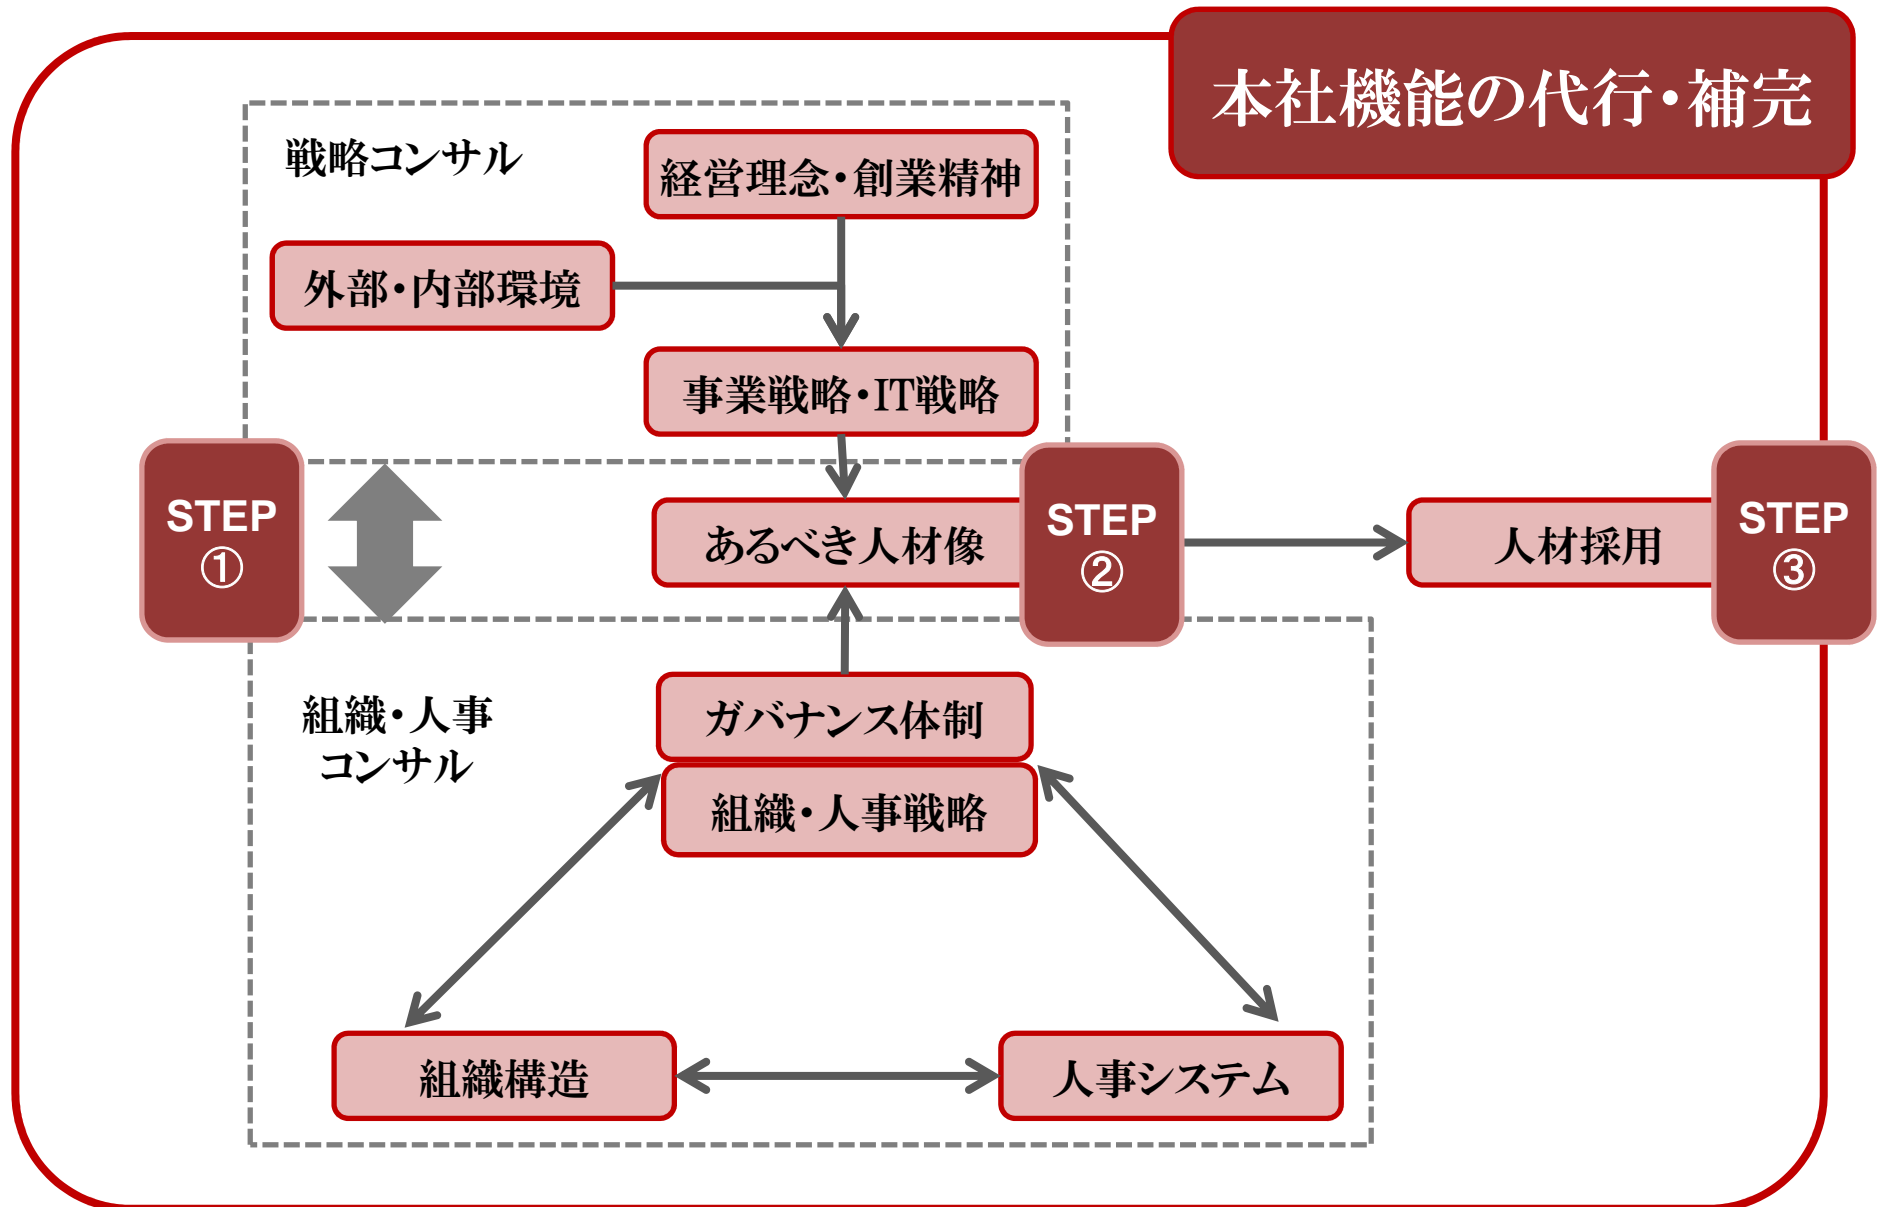 本社機能の代行・補完
戦略コンサル
経営理念・創業精神
外部・内部環境
事業戦略・IT戦略
STEP
①
あるべき人材像
STEP
②
人材採用
STEP
③
組織・人事
コンサル
ガバナンス体制
組織・人事戦略
組織構造
人事システム